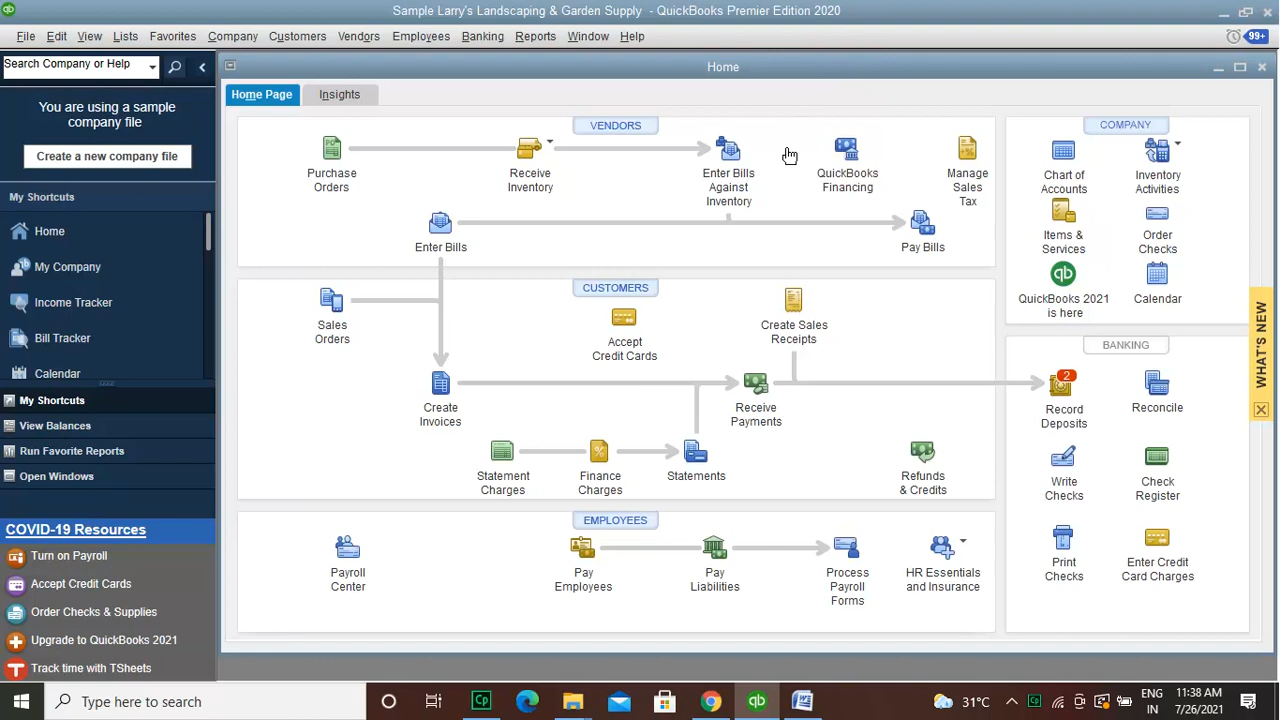 Sample Larry's Landscaping & Garden Supply - QuickBooks Premier Edition 2020
File Edit View Lists Favorites Company Customers Vendors Employees Banking Reports Window Help
99+
Search Company or Help
Home
You are using a sample
company file
Create a new company file
My Shortcuts
Home
My Company
Income Tracker
Bill Tracker
Calendar
My Shortcuts
View Balances
Run Favorite Reports
Open Windows
COVID-19 Resources
Turn on Payroll
Accept Credit Cards
Order Checks & Supplies
Upgrade to QuickBooks 2021
Track time with TSheets
Home Page
Insights
VENDORS
Purchase
Orders
Receive
Inventory
Enter Bills
Against
Inventory
QuickBooks
Financing
Manage
Sales
Tax
Enter Bills
Pay Bills
CUSTOMERS
Sales
Orders
Accept
Credit Cards
Create Sales
Receipts
Create
Invoices
Receive
Payments
Statement
Charges
Finance
Charges
Statements
Refunds
& Credits
EMPLOYEES
Payroll
Center
Pay
Employees
Pay
Liabilities
Process
Payroll
Forms
HR Essentials
and Insurance
COMPANY
Chart of
Accounts
Inventory
Activities
Items &
Services
Order
Checks
qb
QuickBooks 2021
is here
Calendar
BANKING
2
Record
Deposits
Reconcile
Write
Checks
Check
Register
Print
Checks
Enter Credit
Card Charges
WHAT'S NEW
Type here to search
Cp
qb
31°C
Cp
ENG
IN
11:38 AM
7/26/2021